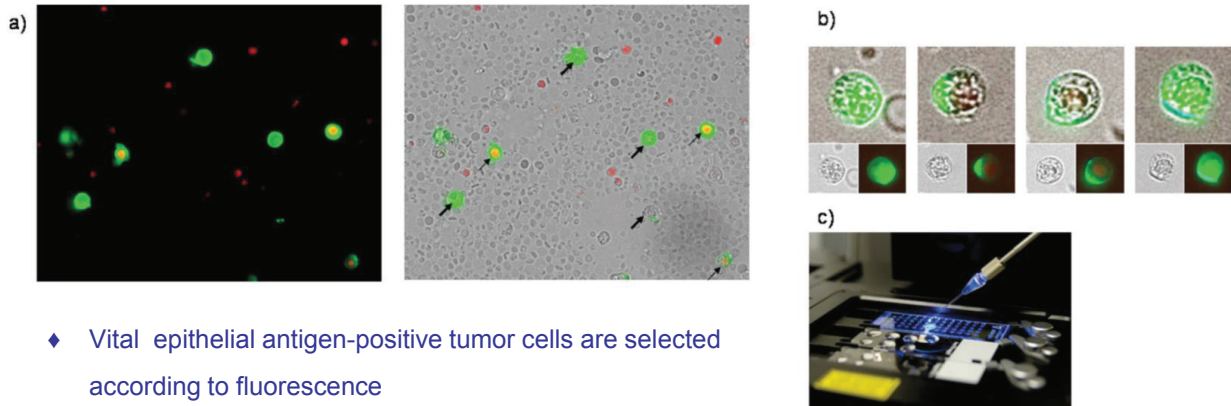 a)
b)
c)
♦ Vital epithelial antigen-positive tumor cells are selected
according to fluorescence